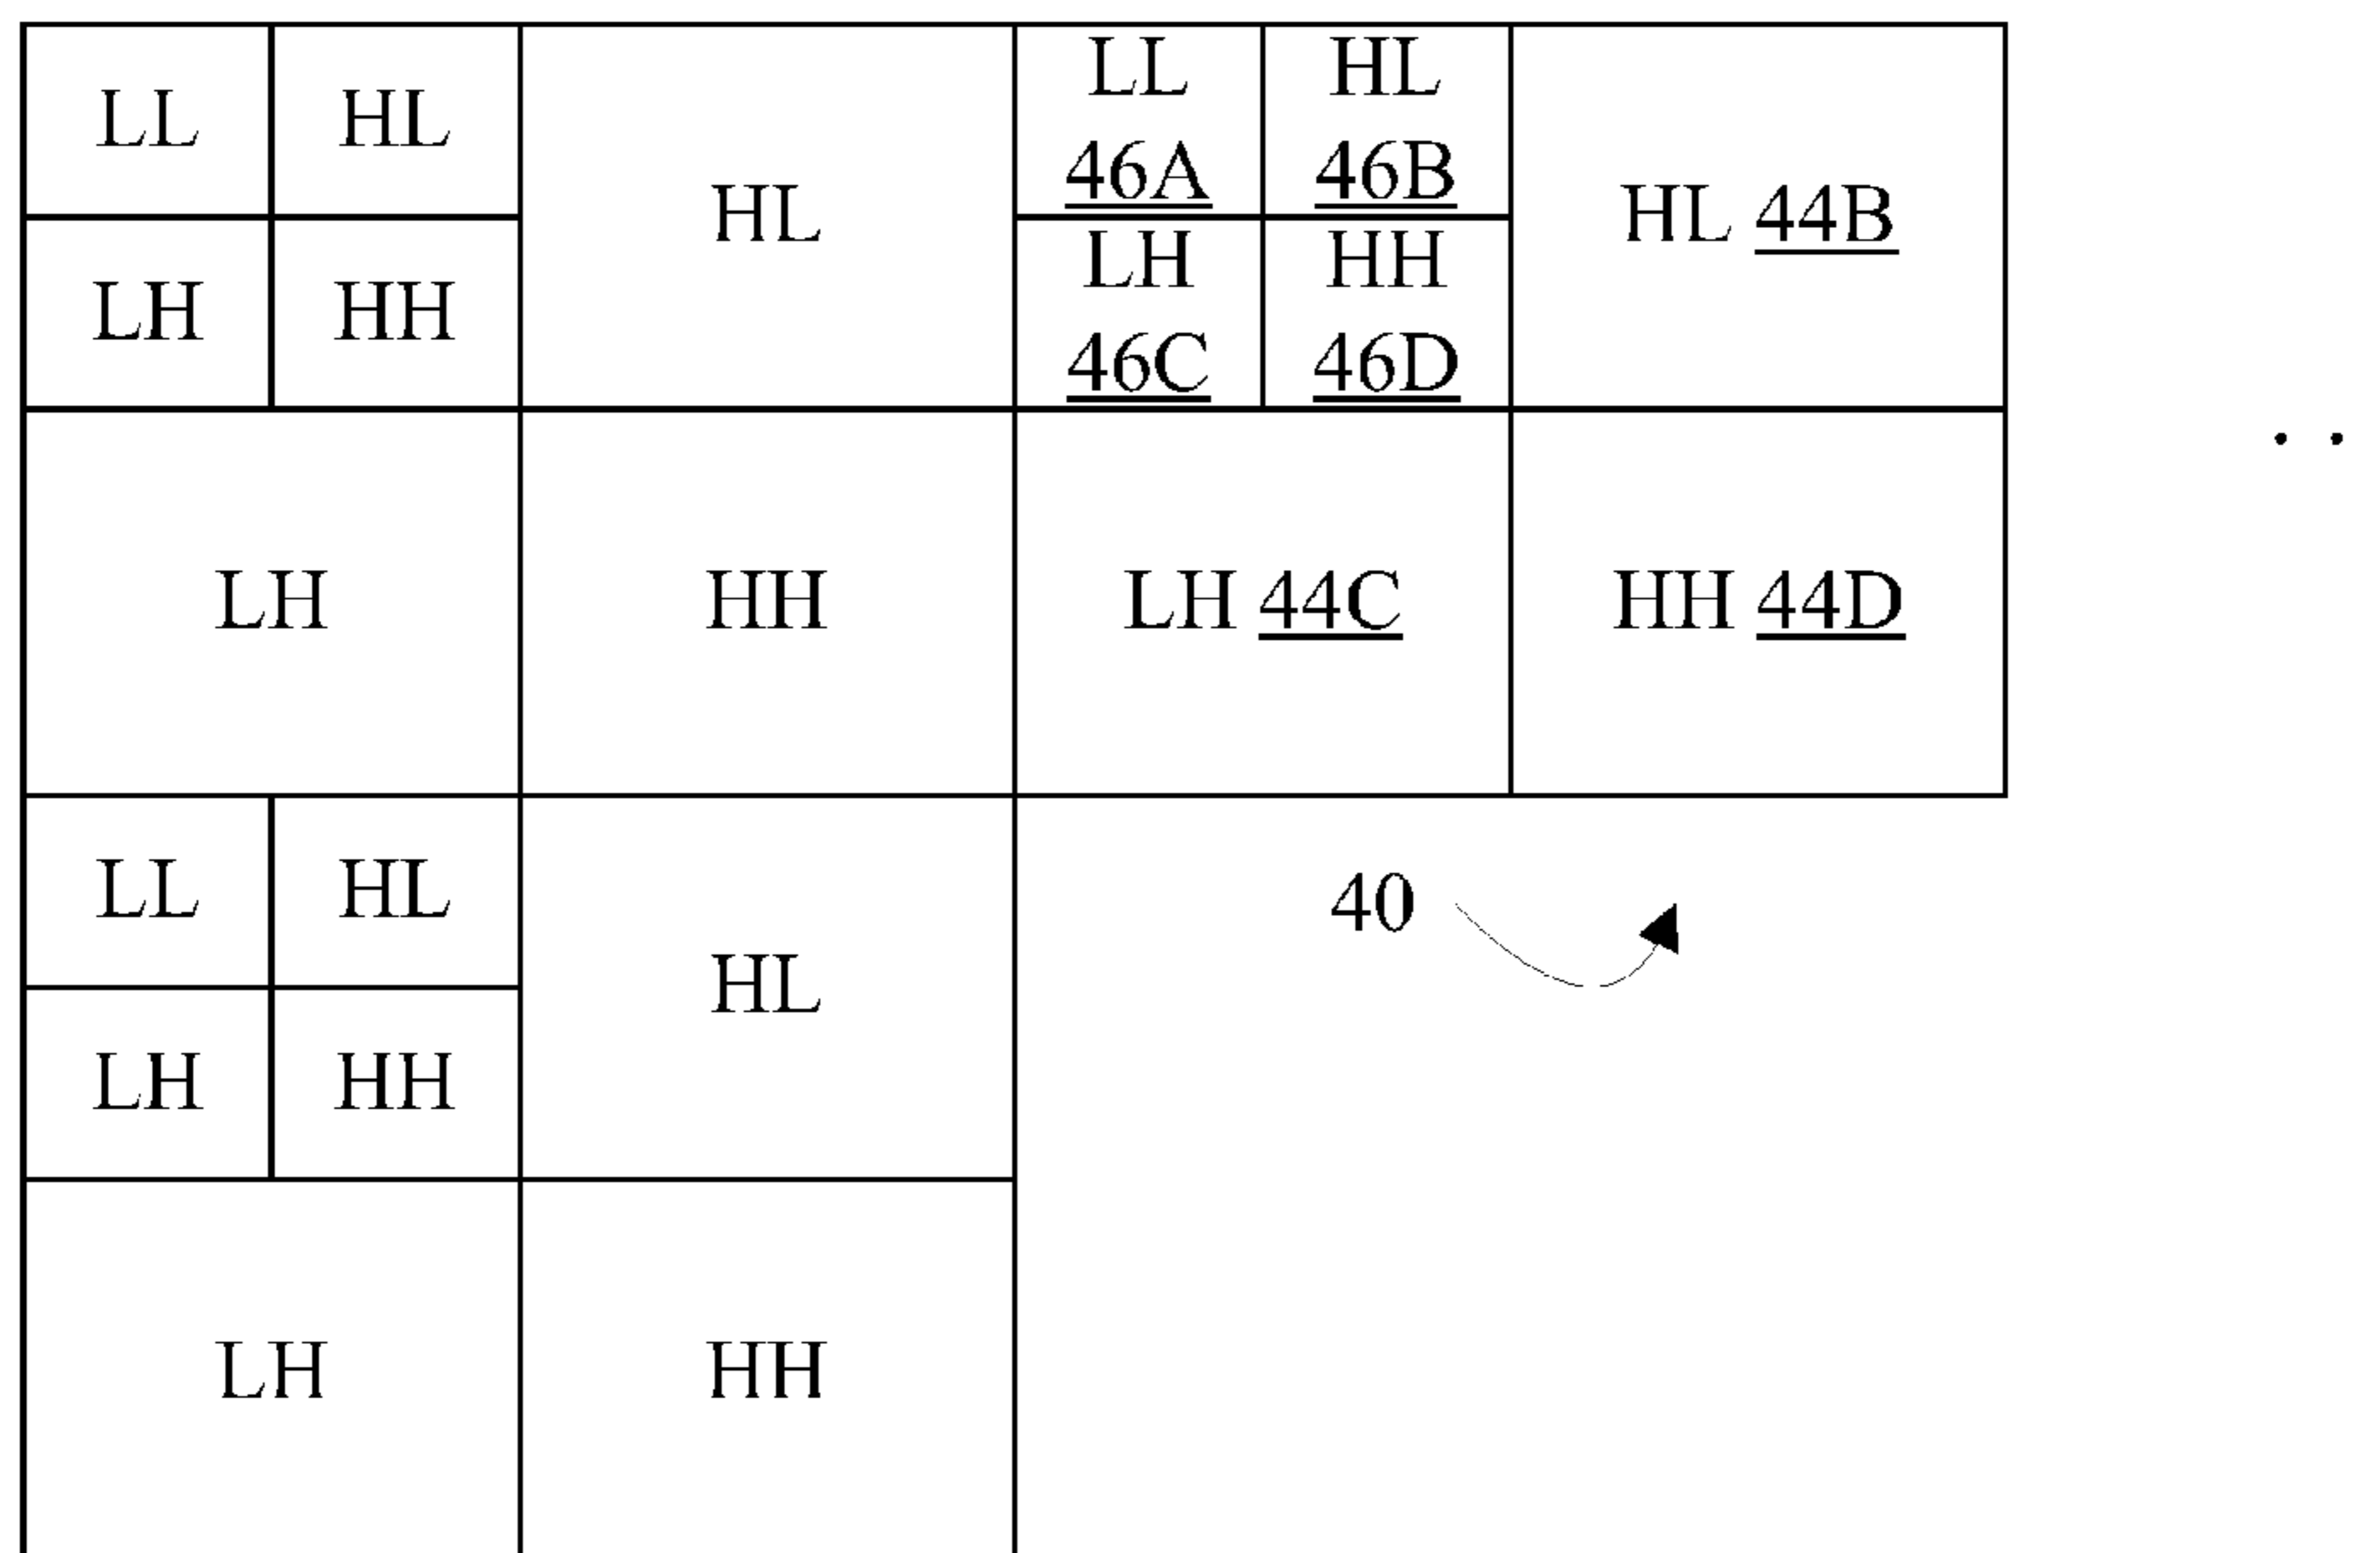 LL HL
LH HH
HL
LL HL
46A 46B
LH HH
46C 46D
HL 44B
LH
HH
LH 44C
HH 44D
. .
LL HL
LH HH
HL
40
LH
HH